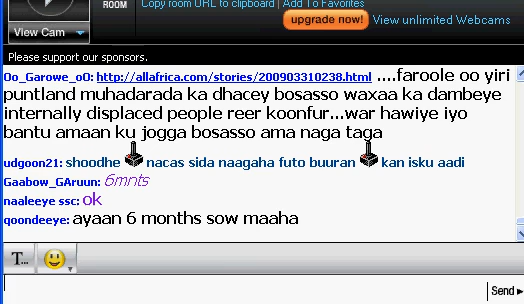 ROOM
Copy room URL to clipboard | Add To Favorites
upgrade now! View unlimited Webcams
View Cam
Please support our sponsors.
Oo_Garowe_oO: http://allafrica.com/stories/200903310238.html ....faroole oo yiri
puntland muhadarada ka dhacey bosasso waxaa ka dambeye
internally displaced people reer koonfur...war hawiye iyo
bantu amaan ku jogga bosasso ama naga taga
udgoon21: shoodhe nacas sida naagaha futo buuran kan isku aadi
Gaabow_GAruun: 6mnts
naaleeye ssc: ok
qoondeeye: ayaan 6 months sow maaha
T...
Send